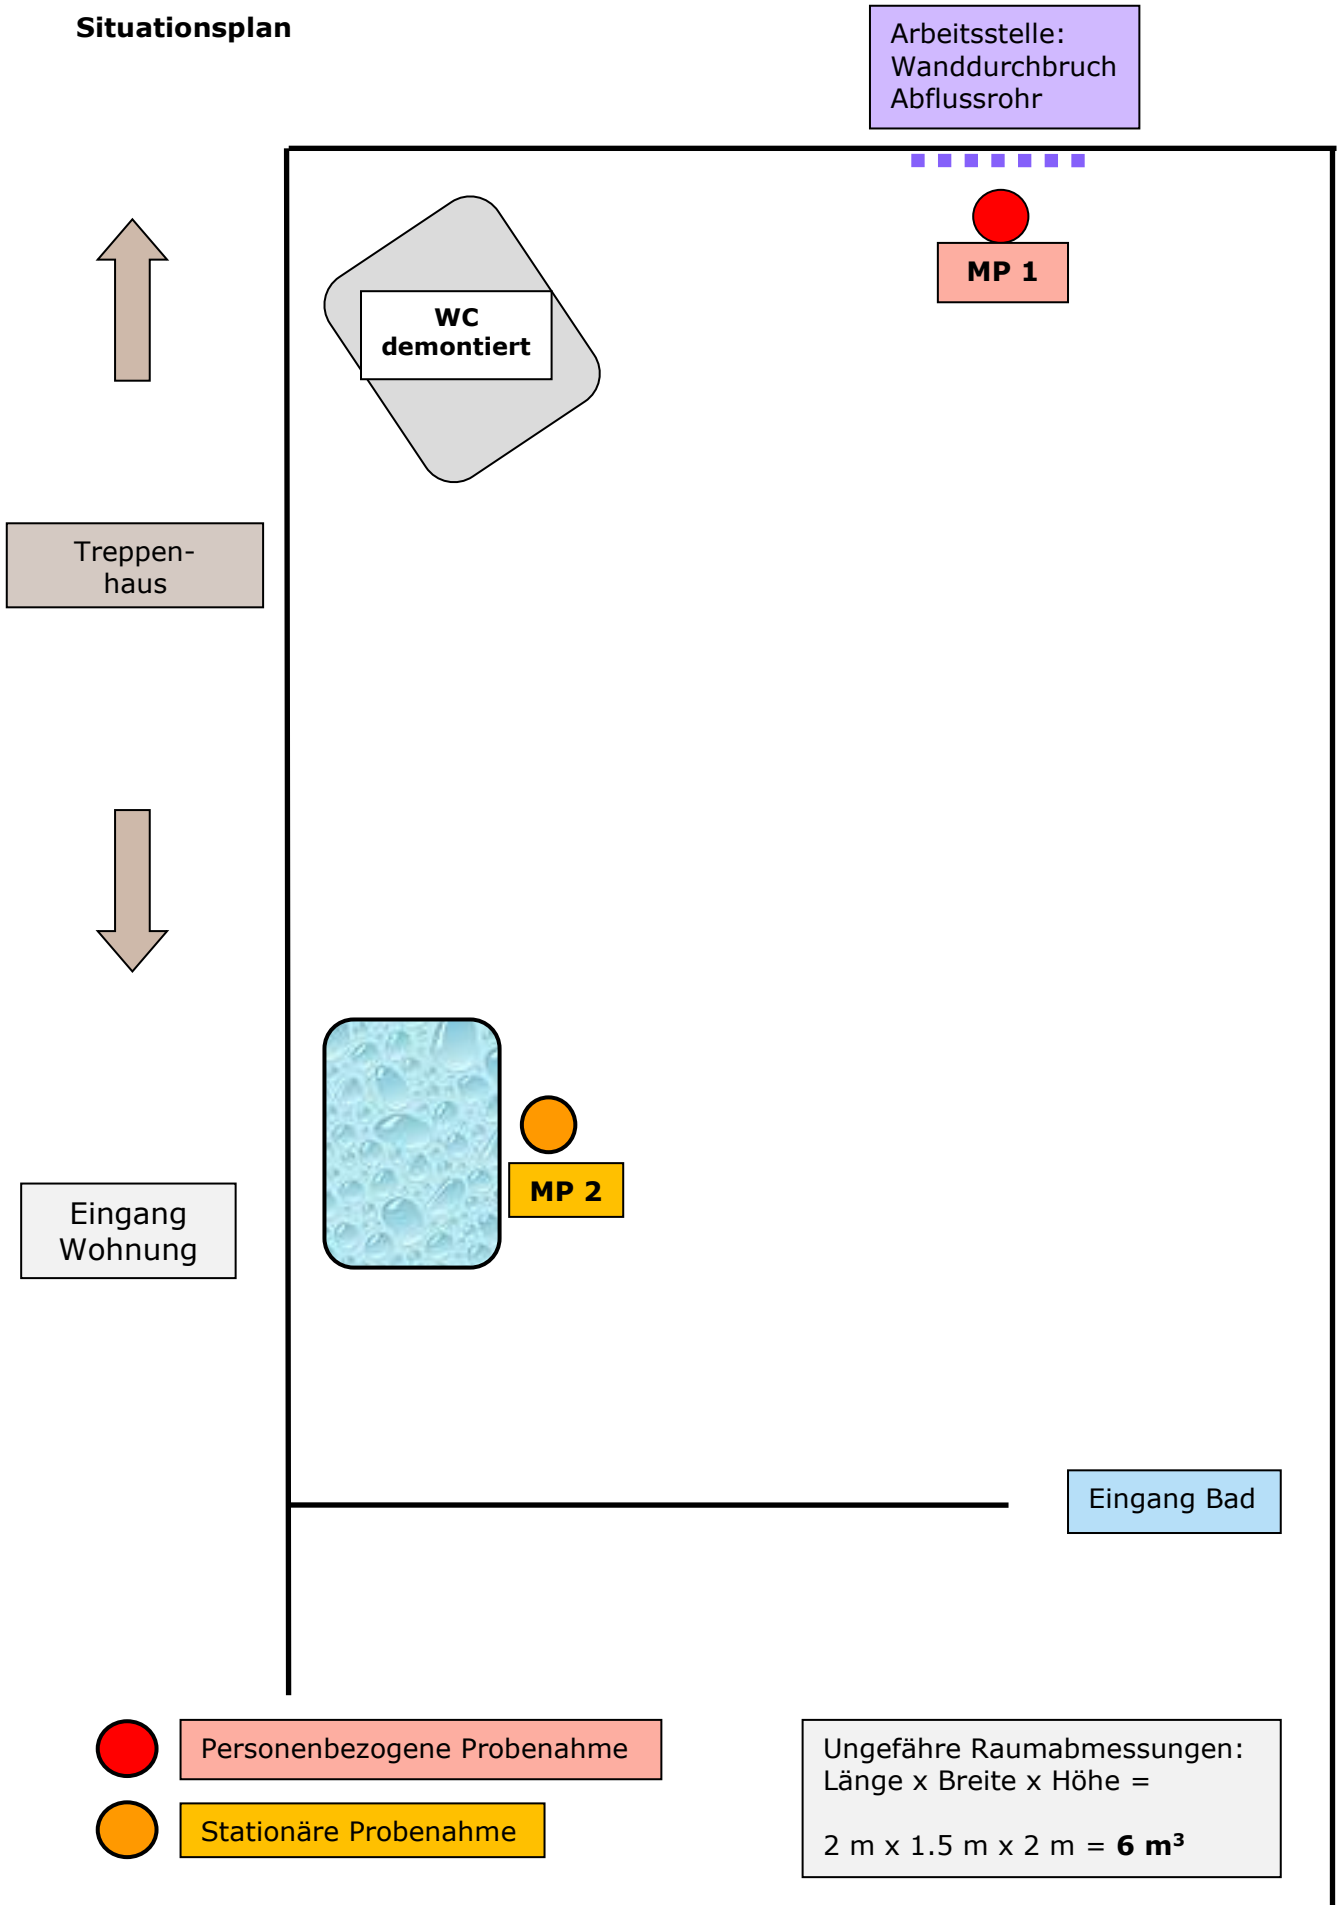 Situationsplan
Arbeitsstelle:
Wanddurchbruch
Abflussrohr
MP 1
WC
demontiert
Treppen-
haus
MP 2
Eingang
Wohnung
Eingang Bad
Personenbezogene Probenahme
Stationäre Probenahme
Ungefähre Raumabmessungen:
Länge x Breite x Höhe =
2 m x 1.5 m x 2 m = 6 m³